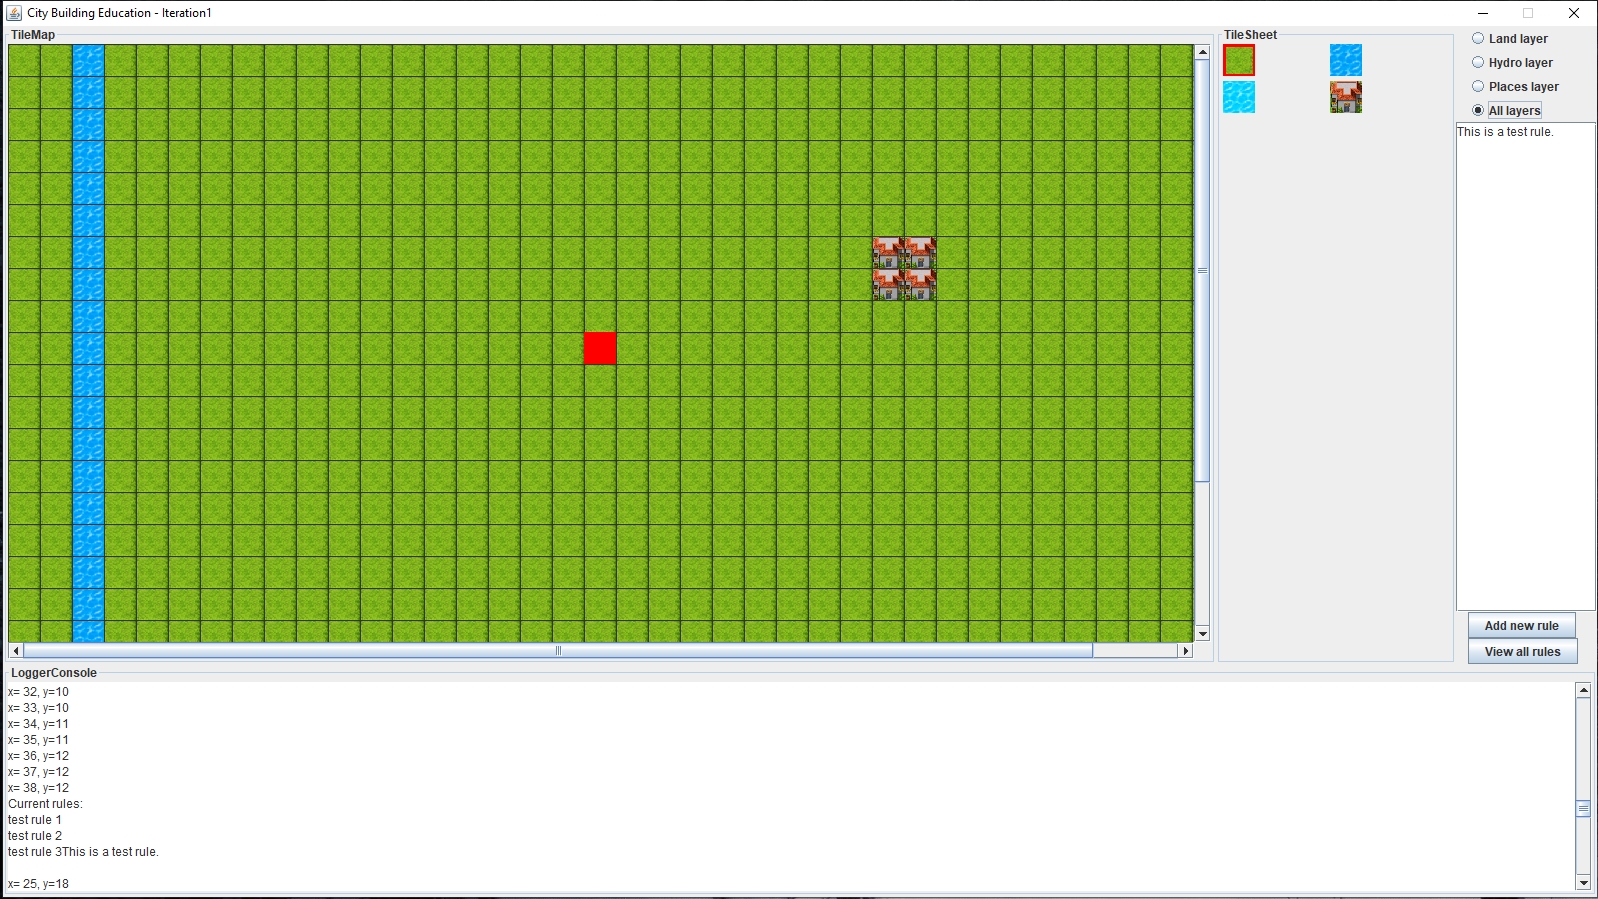 City Building Education - Iteration1
TileMap
TileSheet
Land layer
Hydro layer
Places layer
All layers
This is a test rule.
Add new rule
View all rules
LoggerConsole
x= 32, y=10
x= 33, y=10
x= 34, y=11
x= 35, y=11
x= 36, y=12
x= 37, y=12
x= 38, y=12
Current rules:
test rule 1
test rule 2
test rule 3This is a test rule.
x= 25, y=18